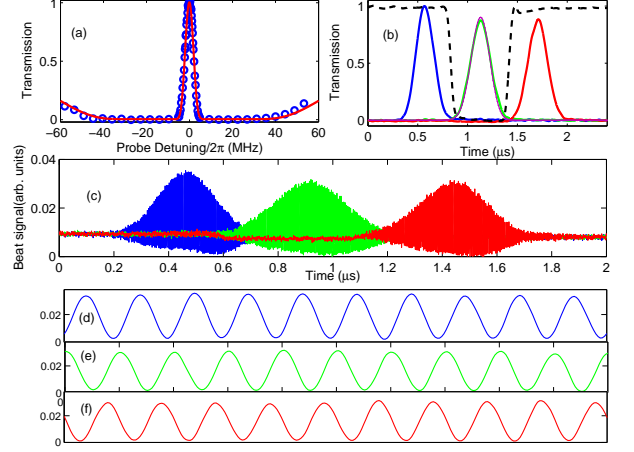 (a)
Transmission
1
0.5
0
−60 −40 −20 0 20 40 60
Probe Detuning/2π (MHz)
(b)
Transmission
1
0.5
0
0 0.5 1 1.5 2
Time (μs)
(c)
Beat signal(arb. units)
0.04
0.02
0
0 0.2 0.4 0.6 0.8 1 1.2 1.4 1.6 1.8 2
Time (μs)
(d)
0.02
0
(e)
0.02
0
(f)
0.02
0